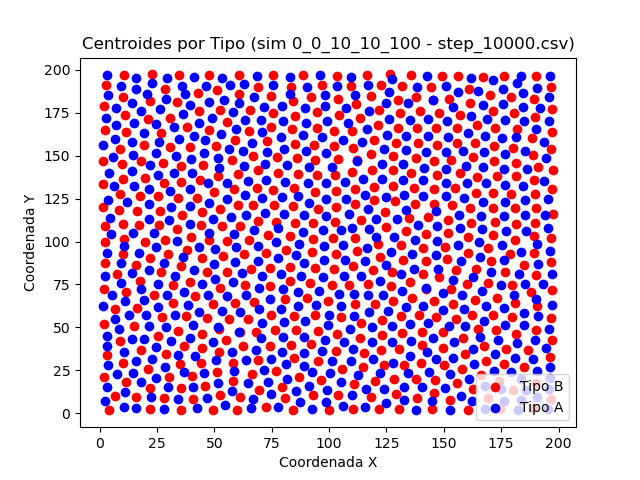 Centroides por Tipo (sim 0_0_10_10_100 - step_10000.csv)
200
175
150
125
100
75
50
25
0
Coordenada Y
0 25 50 75 100 125 150 175 200
Coordenada X
Tipo B
Tipo A